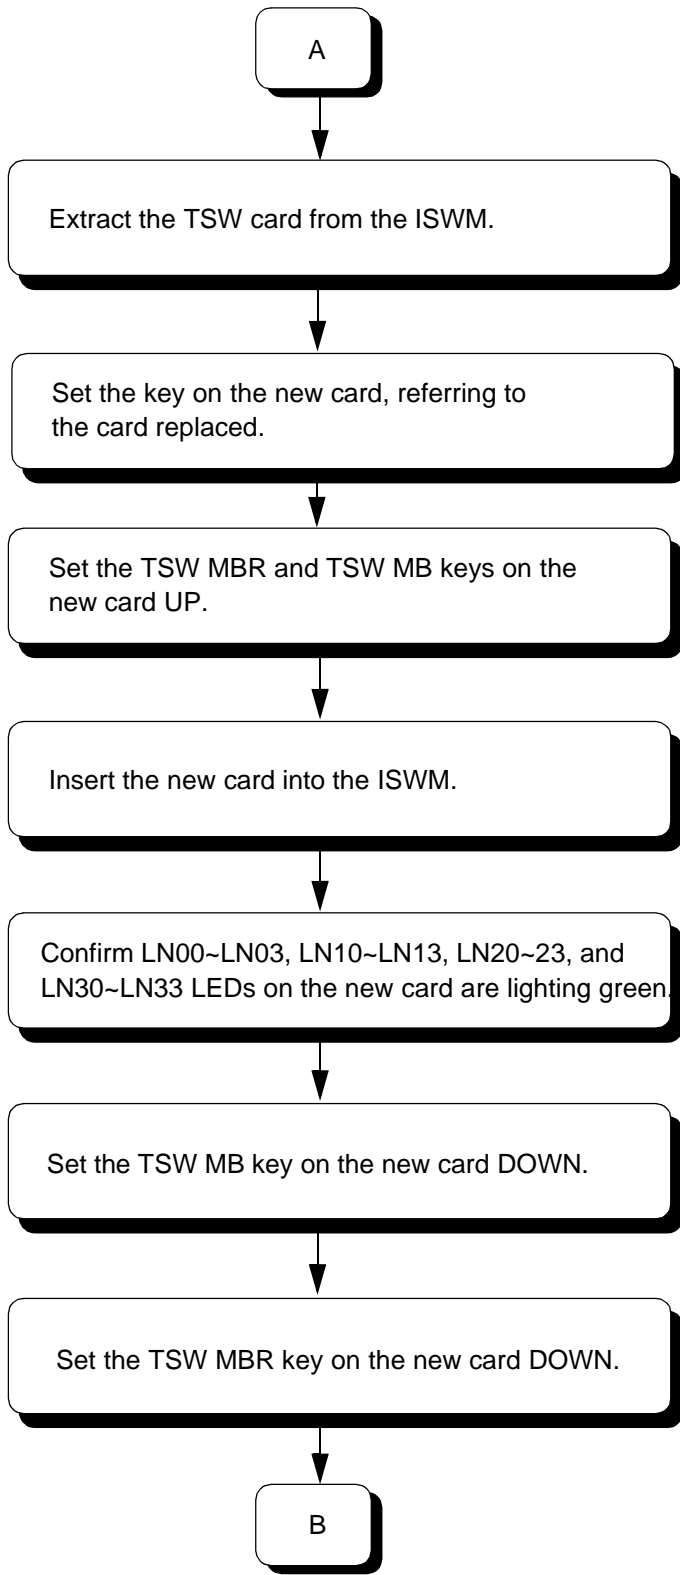 A
Extract the TSW card from the ISWM.
Set the key on the new card, referring to
the card replaced.
Set the TSW MBR and TSW MB keys on the
new card UP.
Insert the new card into the ISWM.
Confirm LN00~LN03, LN10~LN13, LN20~23, and
LN30~LN33 LEDs on the new card are lighting green.
Set the TSW MB key on the new card DOWN.
Set the TSW MBR key on the new card DOWN.
B